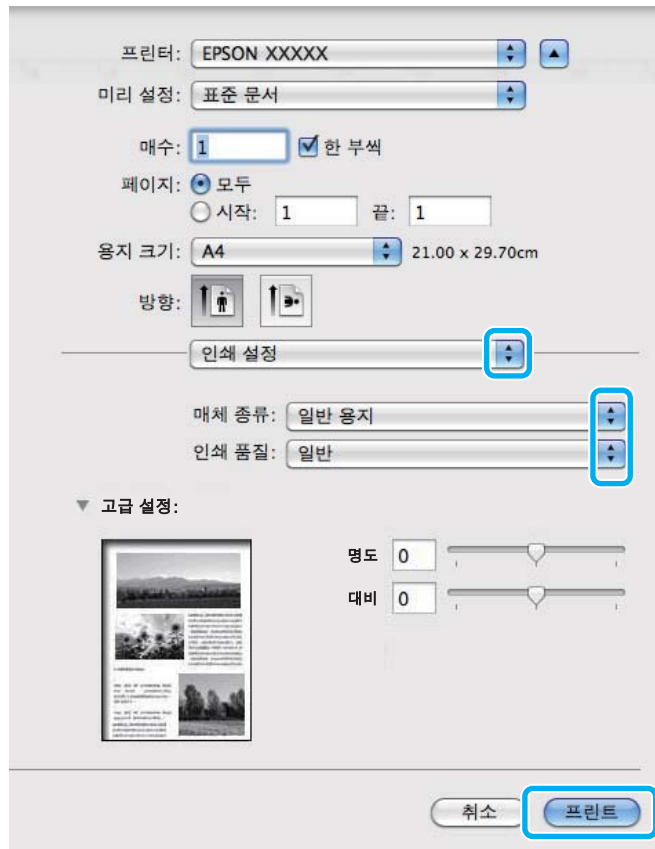 프린터: EPSON XXXXX
미리 설정: 표준 문서
매수: 1 한 부씩
페이지: 모두
시작: 1 끝: 1
용지 크기: A4 21.00 x 29.70cm
방향:
인쇄 설정
매체 종류: 일반 용지
인쇄 품질: 일반
고급 설정:
명도 0
대비 0
취소 프린트